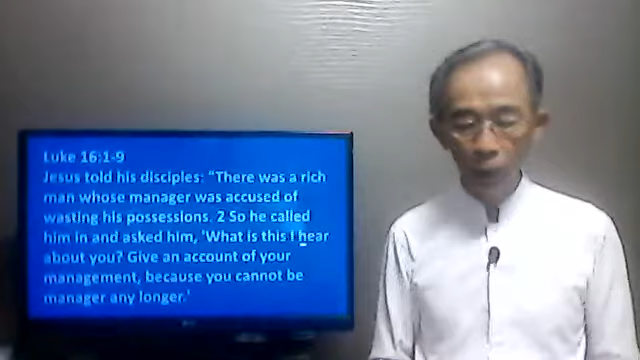 Luke 16:1-9
Jesus told his disciples: "There was a rich
man whose manager was accused of
wasting his possessions. 2 So he called
him in and asked him, 'What is this I hear
about you? Give an account of your
management, because you cannot be
manager any longer.'